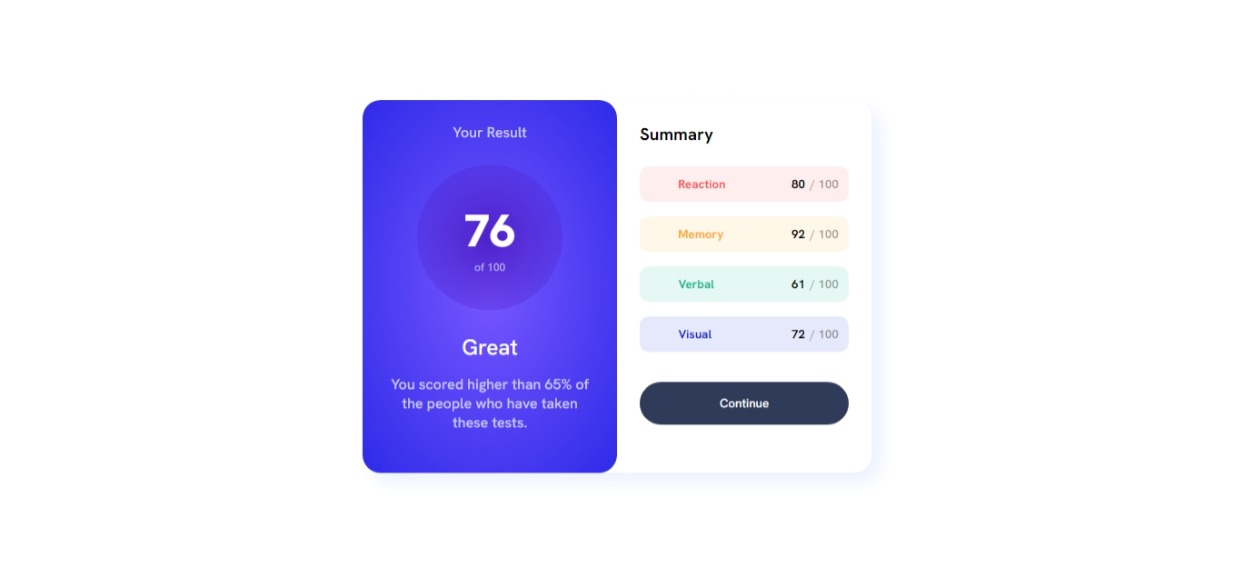 Your Result
76
of 100
Great
You scored higher than 65% of
the people who have taken
these tests.
Summary
Reaction 80 / 100
Memory 92 / 100
Verbal 61 / 100
Visual 72 / 100
Continue